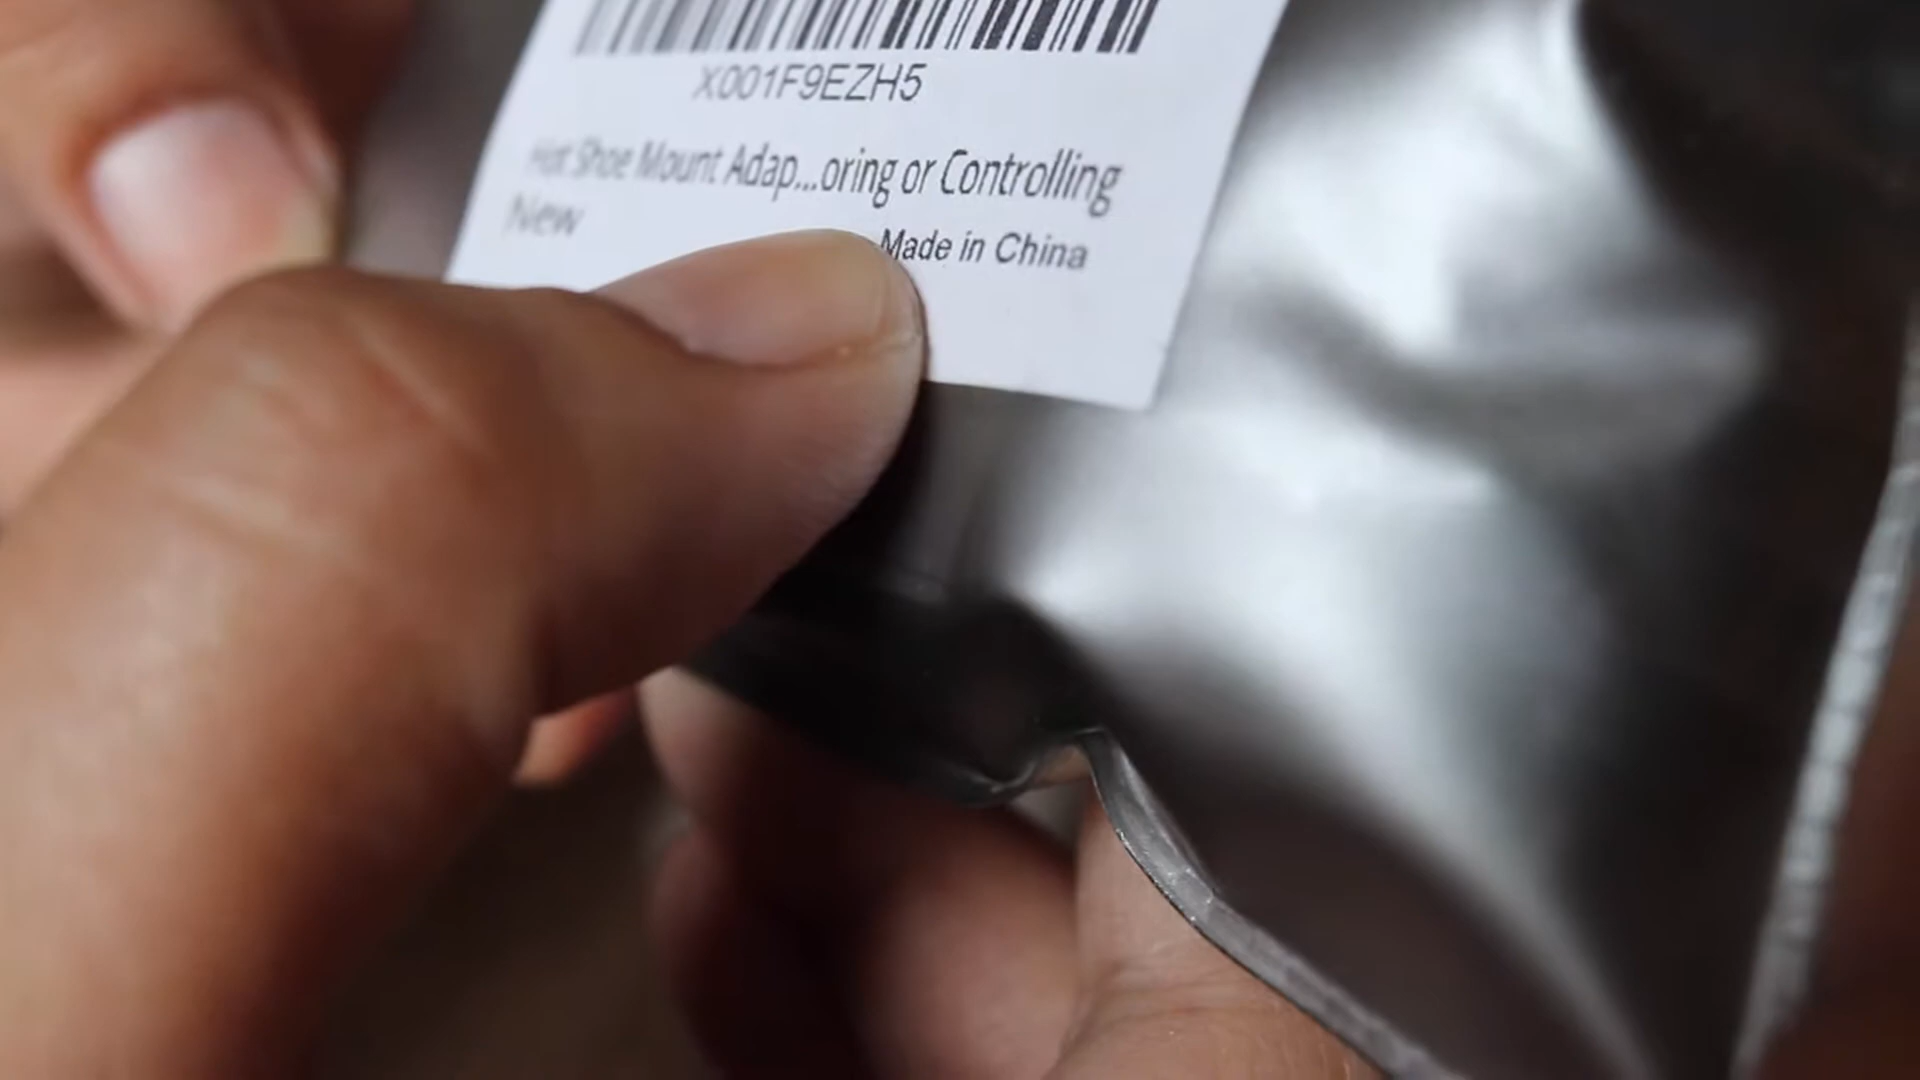 X001F9EZH5
Hot Shoe Mount Adap...oring or Controlling
New
Made in China